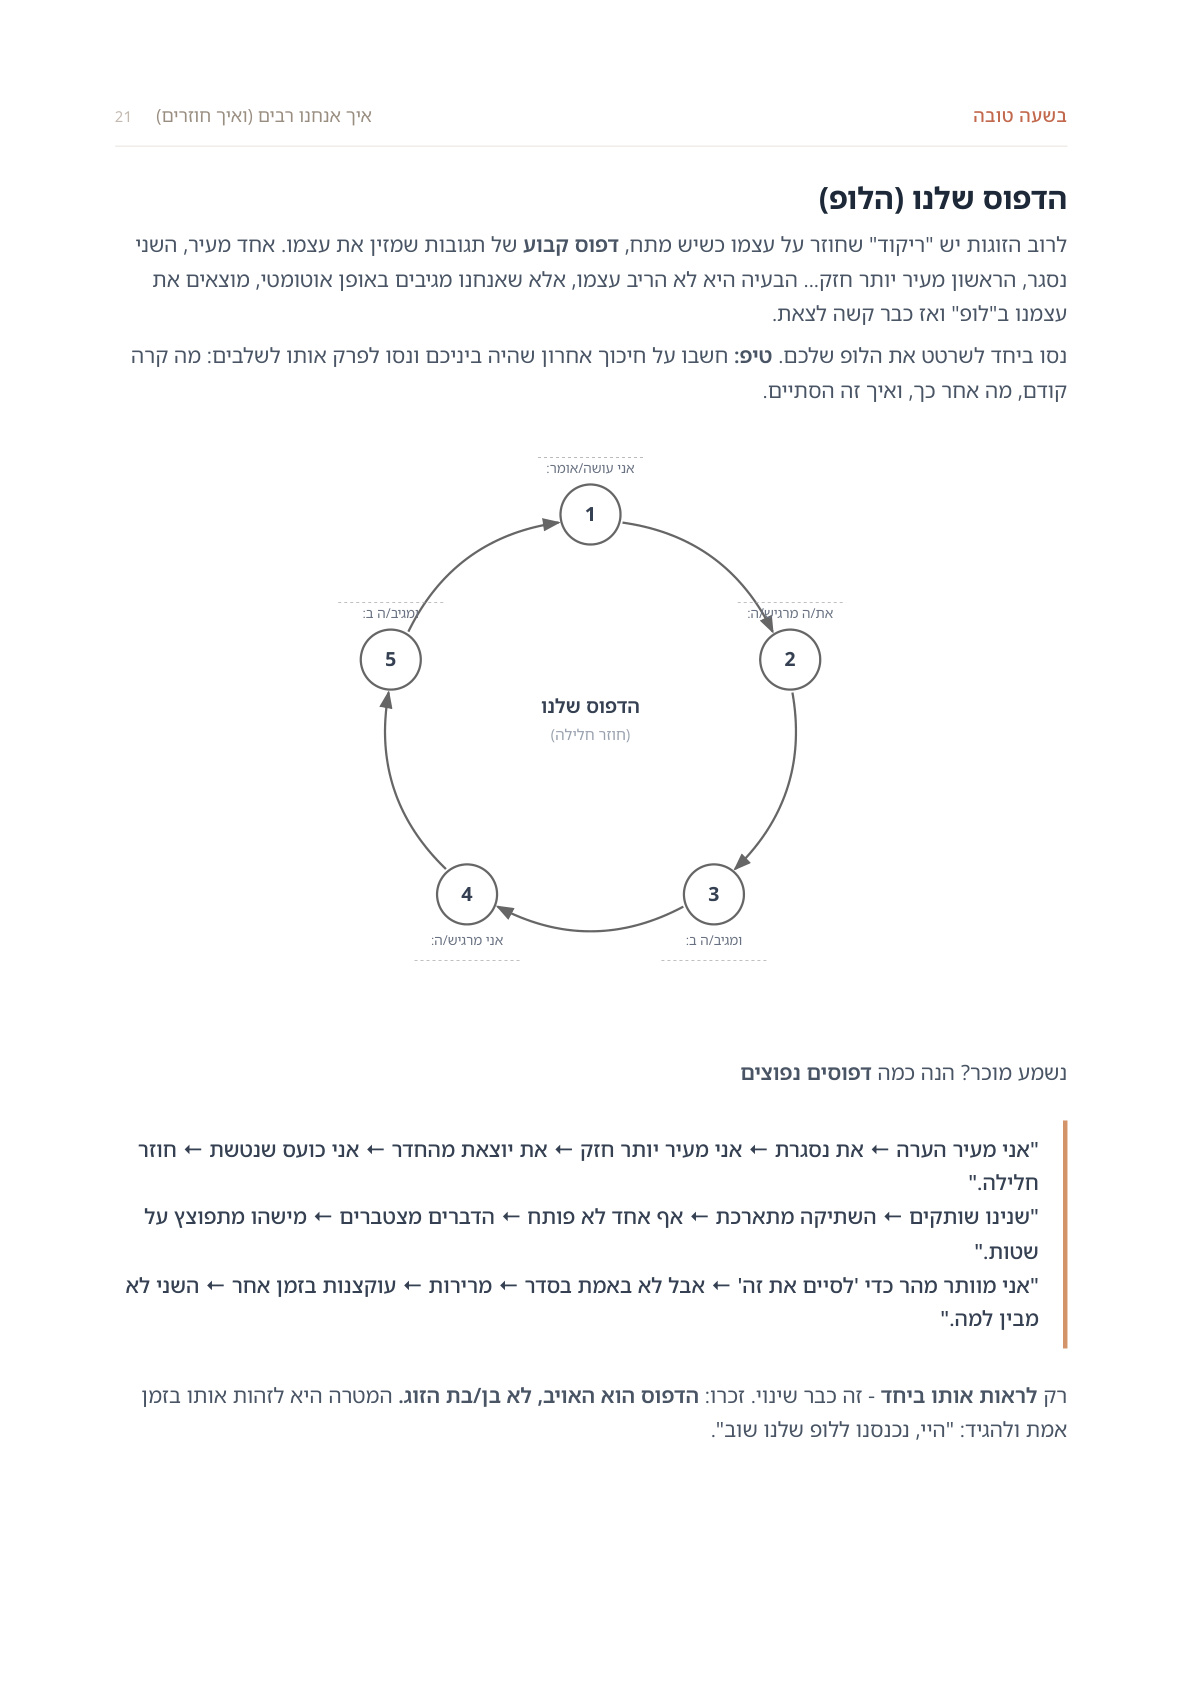 בשעה טובה
איך אנחנו רבים (ואיך חוזרים) 21
הדפוס שלנו (הלופ)
לרוב הזוגות יש "ריקוד" שחוזר על עצמו כשיש מתח, דפוס קבוע של תגובות שמזין את עצמו. אחד מעיר, השני
נסגר, הראשון מעיר יותר חזק... הבעיה היא לא הריב עצמו, אלא שאנחנו מגיבים באופן אוטומטי, מוצאים את
עצמנו ב"לופ" ואז כבר קשה לצאת.
נסו ביחד לשרטט את הלופ שלכם. טיפ: חשבו על חיכוך אחרון שהיה ביניכם ונסו לפרק אותו לשלבים: מה קרה
קודם, מה אחר כך, ואיך זה הסתיים.
אני עושה/אומר:
1
את/ה מרגיש/ה:
2
ומגיב/ה ב:
5
הדפוס שלנו
(חוזר חלילה)
3
ומגיב/ה ב:
4
אני מרגיש/ה:
נשמע מוכר? הנה כמה דפוסים נפוצים
"אני מעיר הערה ← את נסגרת ← אני מעיר יותר חזק ← את יוצאת מהחדר ← אני כועס שנטשת ← חוזר
חלילה."
"שנינו שותקים ← השתיקה מתארכת ← אף אחד לא פותח ← הדברים מצטברים ← מישהו מתפוצץ על
שטות."
"אני מוותר מהר כדי 'לסיים את זה' ← אבל לא באמת בסדר ← מרירות ← עוקצנות בזמן אחר ← השני לא
מבין למה."
רק לראות אותו ביחד - זה כבר שינוי. זכרו: הדפוס הוא האויב, לא בן/בת הזוג. המטרה היא לזהות אותו בזמן
אמת ולהגיד: "היי, נכנסנו ללופ שלנו שוב".